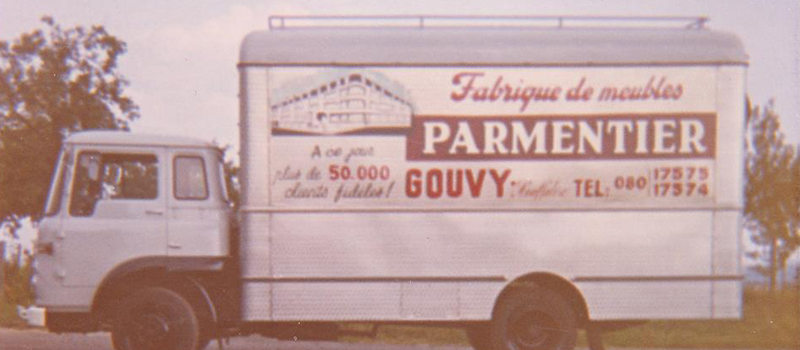 Fabrique de meubles
PARMENTIER
A ce jour
plus de 50.000
clients fidèles!
GOUVY TEL: 080 17575
17574